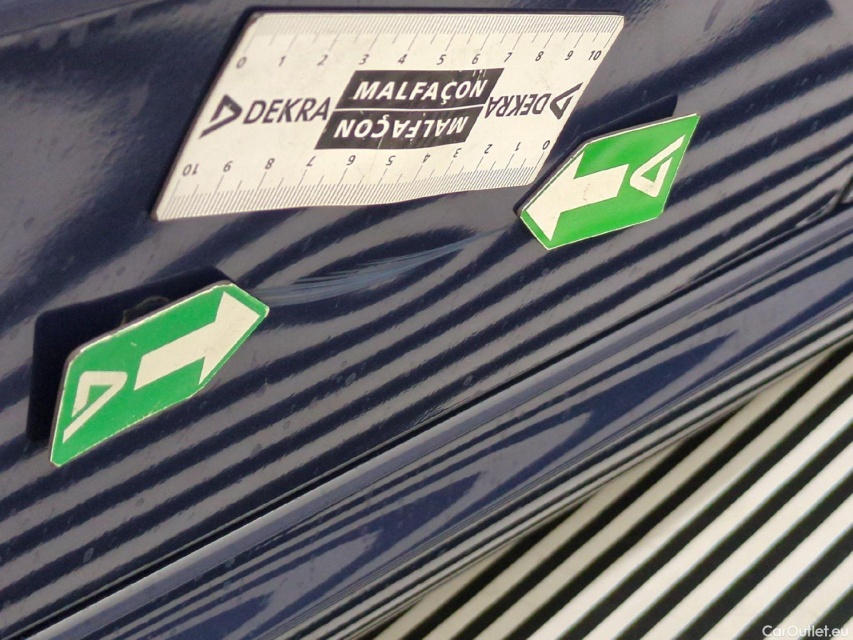 0 1 2 3 4 5 6 7 8 9 10
DEKRA MALFAÇON DEKRA
MALFAÇON
10 9 8 7 6 5 4 3 2 1 0
CarOutlet.eu